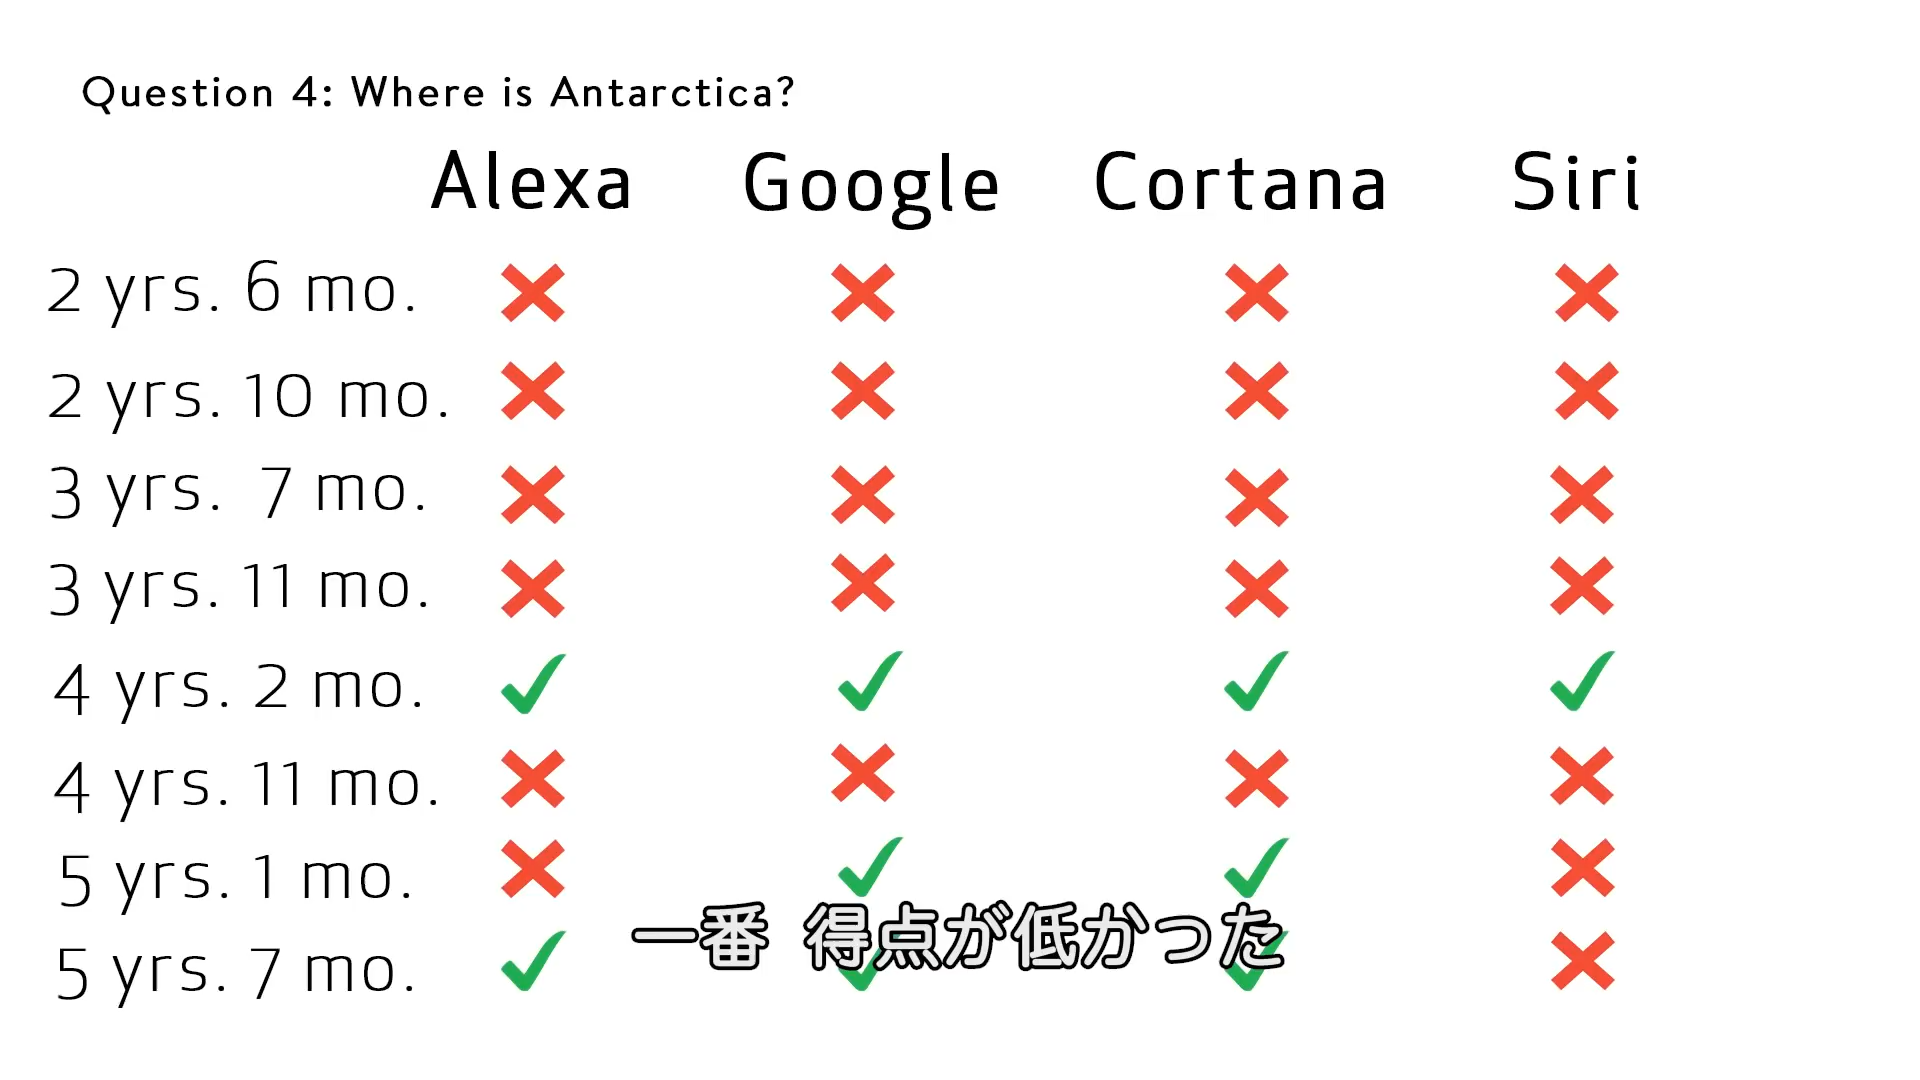 Question 4: Where is Antarctica?
Alexa Google Cortana Siri
2 yrs. 6 mo.
2 yrs. 10 mo.
3 yrs. 7 mo.
3 yrs. 11 mo.
4 yrs. 2 mo.
4 yrs. 11 mo.
5 yrs. 1 mo.
一番 得点が低かった
5 yrs. 7 mo.